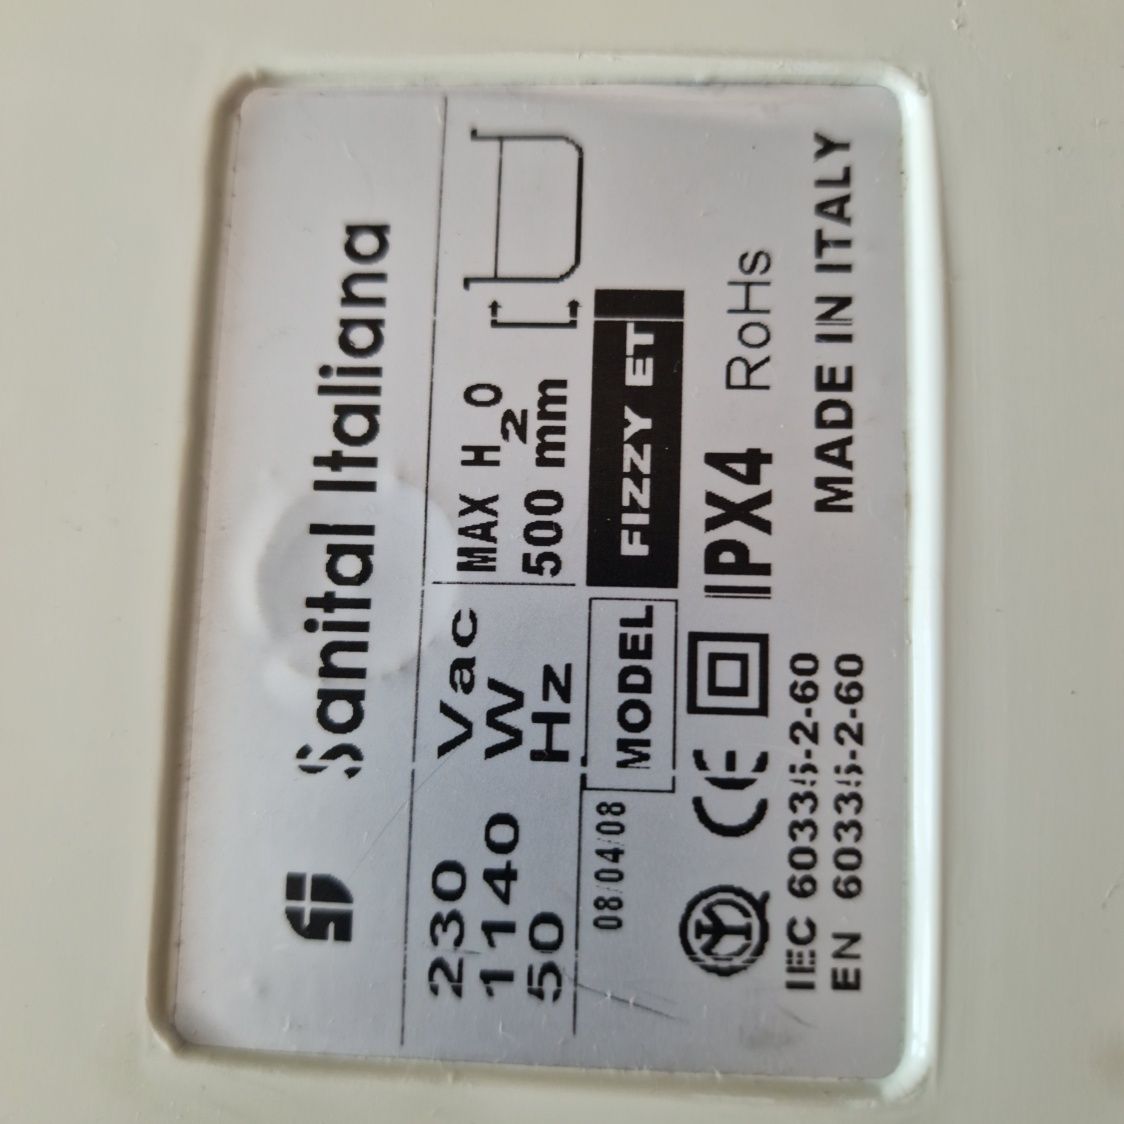 Sanital Italiana
230 Vac
1140 W
50 Hz
MAX H2O
500 mm
08/04/08
MODEL
FIZZY ET
CE
IPX4
RoHs
IEC 60335-2-60
EN 60335-2-60
MADE IN ITALY